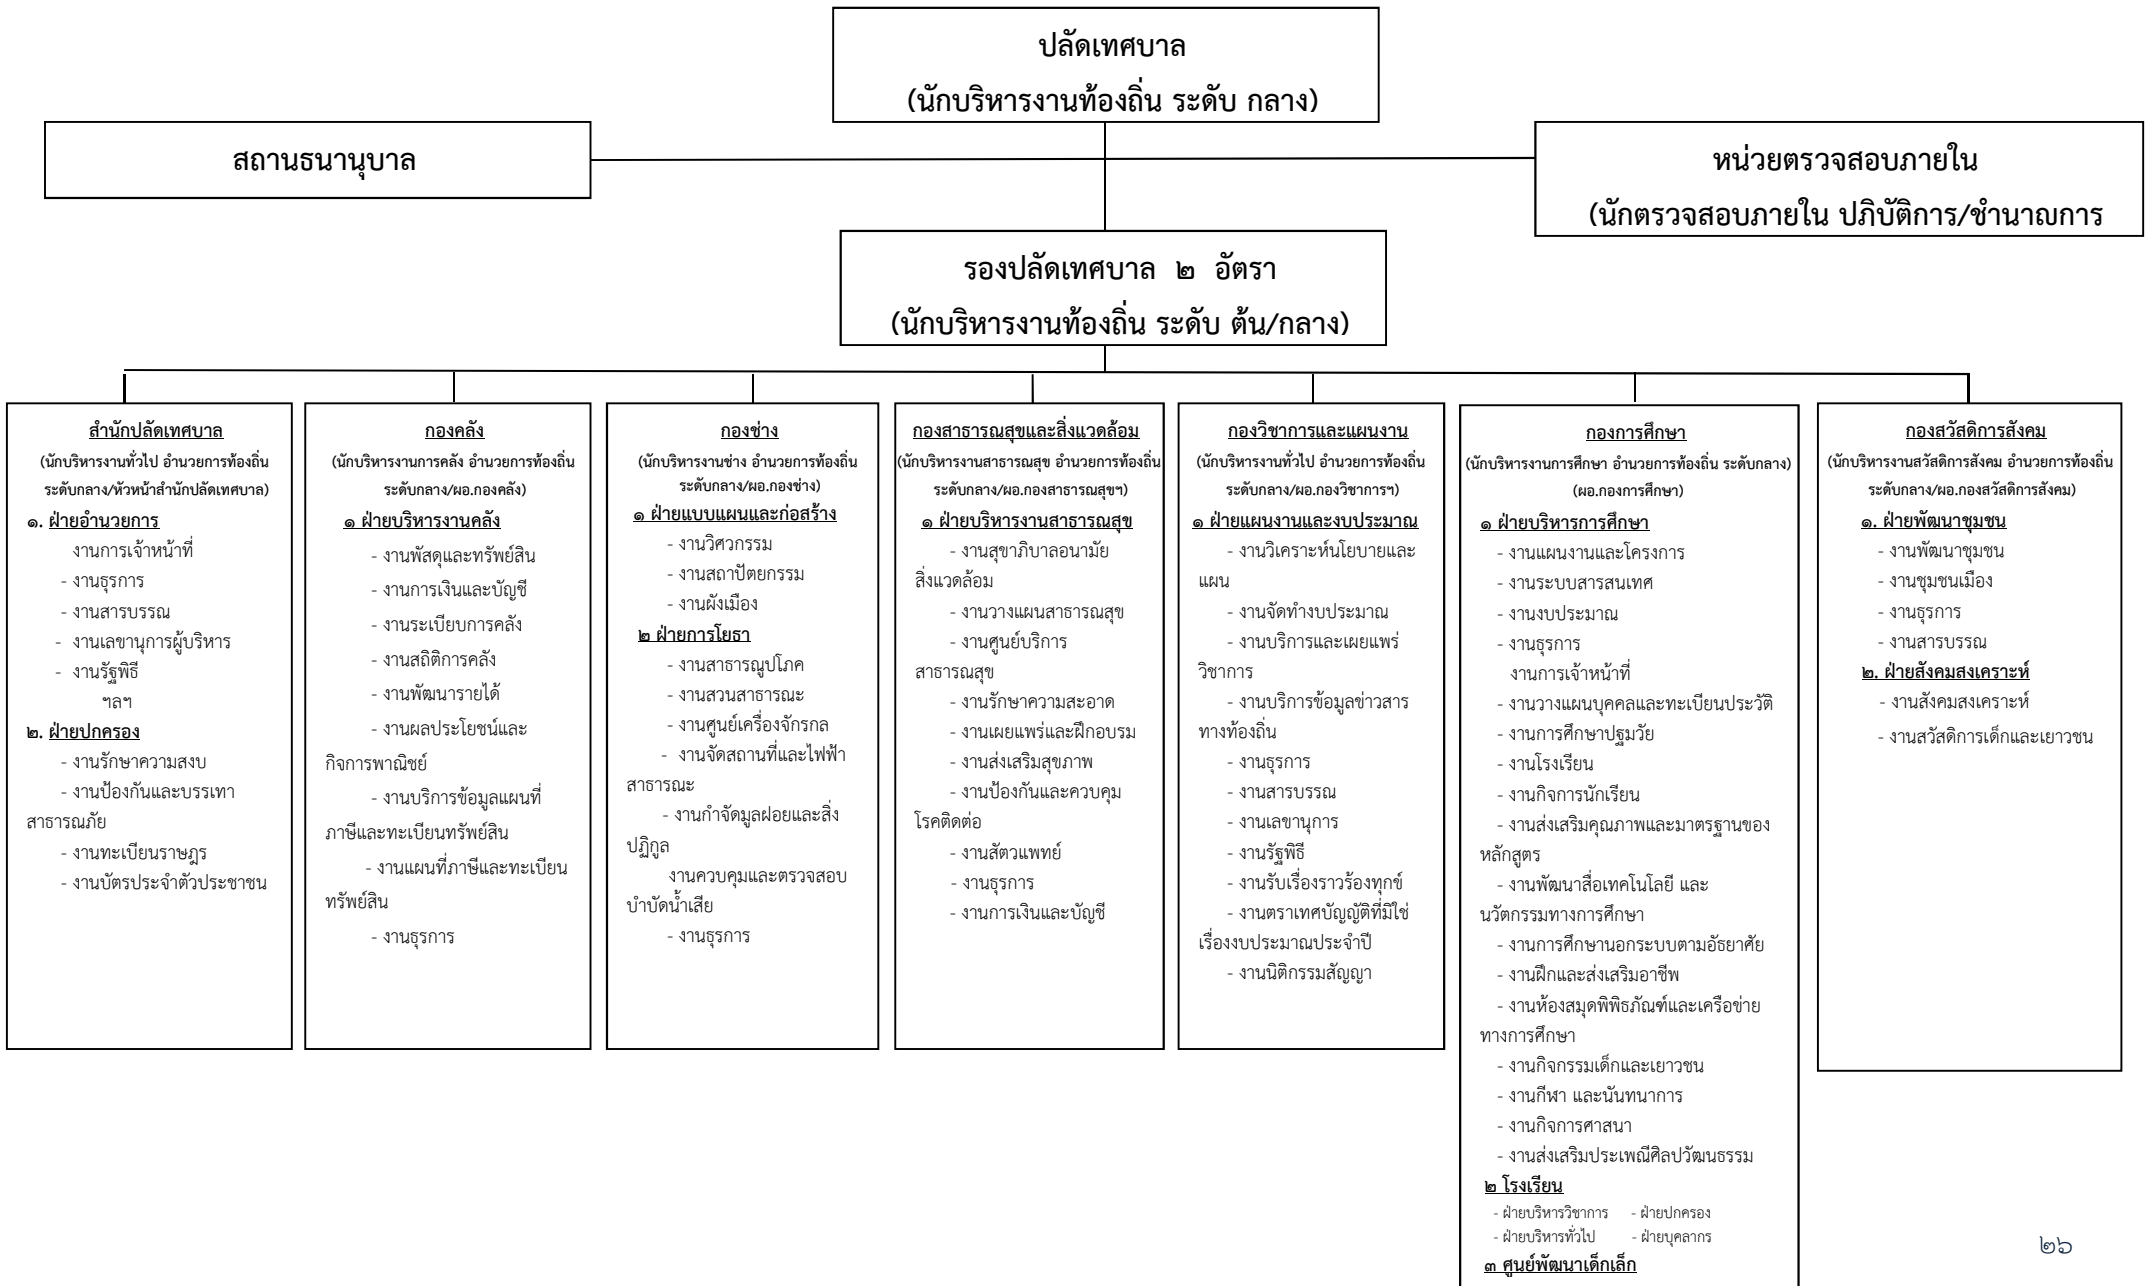 ปลัดเทศบาล
(นักบริหารงานท้องถิ่น ระดับ กลาง)
สถานธนานุบาล
หน่วยตรวจสอบภายใน
(นักตรวจสอบภายใน ปฏิบัติการ/ชำนาญการ
รองปลัดเทศบาล ๒ อัตรา
(นักบริหารงานท้องถิ่น ระดับ ต้น/กลาง)
สำนักปลัดเทศบาล
(นักบริหารงานทั่วไป อำนวยการท้องถิ่น
ระดับกลาง/หัวหน้าสำนักปลัดเทศบาล)
๑. ฝ่ายอำนวยการ
งานการเจ้าหน้าที่
- งานธุรการ
- งานสารบรรณ
- งานเลขานุการผู้บริหาร
- งานรัฐพิธี
ฯลฯ
๒. ฝ่ายปกครอง
- งานรักษาความสงบ
- งานป้องกันและบรรเทา
สาธารณภัย
- งานทะเบียนราษฎร
- งานบัตรประจำตัวประชาชน
กองคลัง
(นักบริหารงานการคลัง อำนวยการท้องถิ่น
ระดับกลาง/ผอ.กองคลัง)
๑ ฝ่ายบริหารงานคลัง
- งานพัสดุและทรัพย์สิน
- งานการเงินและบัญชี
- งานระเบียบการคลัง
- งานสถิติการคลัง
- งานพัฒนารายได้
- งานผลประโยชน์และ
กิจการพาณิชย์
- งานบริการข้อมูลแผนที่
ภาษีและทะเบียนทรัพย์สิน
- งานแผนที่ภาษีและทะเบียน
ทรัพย์สิน
- งานธุรการ
กองช่าง
(นักบริหารงานช่าง อำนวยการท้องถิ่น
ระดับกลาง/ผอ.กองช่าง)
๑ ฝ่ายแบบแผนและก่อสร้าง
- งานวิศวกรรม
- งานสถาปัตยกรรม
- งานผังเมือง
๒ ฝ่ายการโยธา
- งานสาธารณูปโภค
- งานสวนสาธารณะ
- งานศูนย์เครื่องจักรกล
- งานจัดสถานที่และไฟฟ้า
สาธารณะ
- งานกำจัดมูลฝอยและสิ่ง
ปฏิกูล
งานควบคุมและตรวจสอบ
บำบัดน้ำเสีย
- งานธุรการ
กองสาธารณสุขและสิ่งแวดล้อม
(นักบริหารงานสาธารณสุข อำนวยการท้องถิ่น
ระดับกลาง/ผอ.กองสาธารณสุขฯ)
๑ ฝ่ายบริหารงานสาธารณสุข
- งานสุขาภิบาลอนามัย
สิ่งแวดล้อม
- งานวางแผนสาธารณสุข
- งานศูนย์บริการ
สาธารณสุข
- งานรักษาความสะอาด
- งานเผยแพร่และฝึกอบรม
- งานส่งเสริมสุขภาพ
- งานป้องกันและควบคุม
โรคติดต่อ
- งานสัตวแพทย์
- งานธุรการ
- งานการเงินและบัญชี
กองวิชาการและแผนงาน
(นักบริหารงานทั่วไป อำนวยการท้องถิ่น
ระดับกลาง/ผอ.กองวิชาการฯ)
๑ ฝ่ายแผนงานและงบประมาณ
- งานวิเคราะห์นโยบายและ
แผน
- งานจัดทำงบประมาณ
- งานบริการและเผยแพร่
วิชาการ
- งานบริการข้อมูลข่าวสาร
ทางท้องถิ่น
- งานธุรการ
- งานสารบรรณ
- งานเลขานุการ
- งานรัฐพิธี
- งานรับเรื่องราวร้องทุกข์
- งานตราเทศบัญญัติที่มิใช่
เรื่องงบประมาณประจำปี
- งานนิติกรรมสัญญา
กองการศึกษา
(นักบริหารงานการศึกษา อำนวยการท้องถิ่น ระดับกลาง)
(ผอ.กองการศึกษา)
๑ ฝ่ายบริหารการศึกษา
- งานแผนงานและโครงการ
- งานระบบสารสนเทศ
- งานงบประมาณ
- งานธุรการ
งานการเจ้าหน้าที่
- งานวางแผนบุคคลและทะเบียนประวัติ
- งานการศึกษาปฐมวัย
- งานโรงเรียน
- งานกิจการนักเรียน
- งานส่งเสริมคุณภาพและมาตรฐานของ
หลักสูตร
- งานพัฒนาสื่อเทคโนโลยี และ
นวัตกรรมทางการศึกษา
- งานการศึกษานอกระบบตามอัธยาศัย
- งานฝึกและส่งเสริมอาชีพ
- งานห้องสมุดพิพิธภัณฑ์และเครือข่าย
ทางการศึกษา
- งานกิจกรรมเด็กและเยาวชน
- งานกีฬา และนันทนาการ
- งานกิจการศาสนา
- งานส่งเสริมประเพณีศิลปวัฒนธรรม
๒ โรงเรียน
- ฝ่ายบริหารวิชาการ - ฝ่ายปกครอง
- ฝ่ายบริหารทั่วไป - ฝ่ายบุคลากร
๓ ศูนย์พัฒนาเด็กเล็ก
กองสวัสดิการสังคม
(นักบริหารงานสวัสดิการสังคม อำนวยการท้องถิ่น
ระดับกลาง/ผอ.กองสวัสดิการสังคม)
๑. ฝ่ายพัฒนาชุมชน
- งานพัฒนาชุมชน
- งานชุมชนเมือง
- งานธุรการ
- งานสารบรรณ
๒. ฝ่ายสังคมสงเคราะห์
- งานสังคมสงเคราะห์
- งานสวัสดิการเด็กและเยาวชน
๒๖